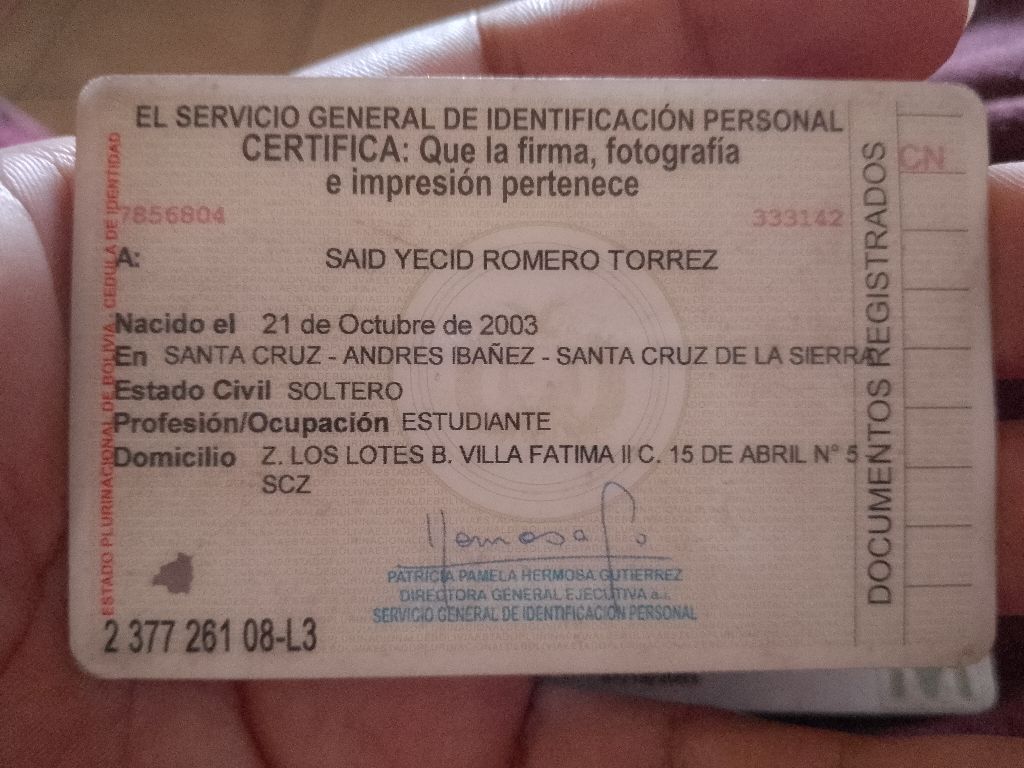 EL SERVICIO GENERAL DE IDENTIFICACIÓN PERSONAL
CERTIFICA: Que la firma, fotografía
e impresión pertenece
7856804
333142
A: SAID YECID ROMERO TORREZ
Nacido el 21 de Octubre de 2003
En SANTA CRUZ - ANDRES IBAÑEZ - SANTA CRUZ DE LA SIERRA
Estado Civil SOLTERO
Profesión/Ocupación ESTUDIANTE
Domicilio Z. LOS LOTES B. VILLA FATIMA II C. 15 DE ABRIL N° 5 -
SCZ
PATRICIA PAMELA HERMOSA GUTIERREZ
DIRECTORA GENERAL EJECUTIVA a.i.
SERVICIO GENERAL DE IDENTIFICACIÓN PERSONAL
2 377 261 08-L3
ESTADO PLURINACIONAL DE BOLIVIA CEDULA DE IDENTIDAD
DOCUMENTOS REGISTRADOS
CN